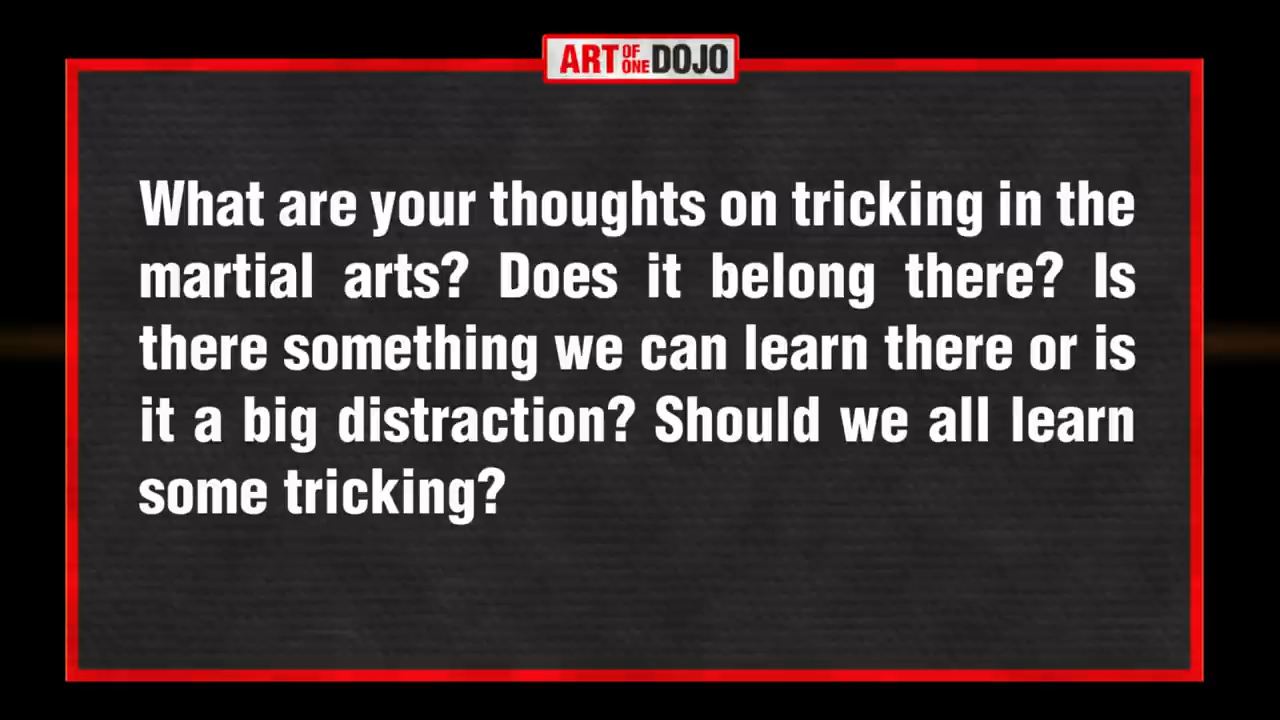 ART OF ONE DOJO
What are your thoughts on tricking in the
martial arts? Does it belong there? Is
there something we can learn there or is
it a big distraction? Should we all learn
some tricking?